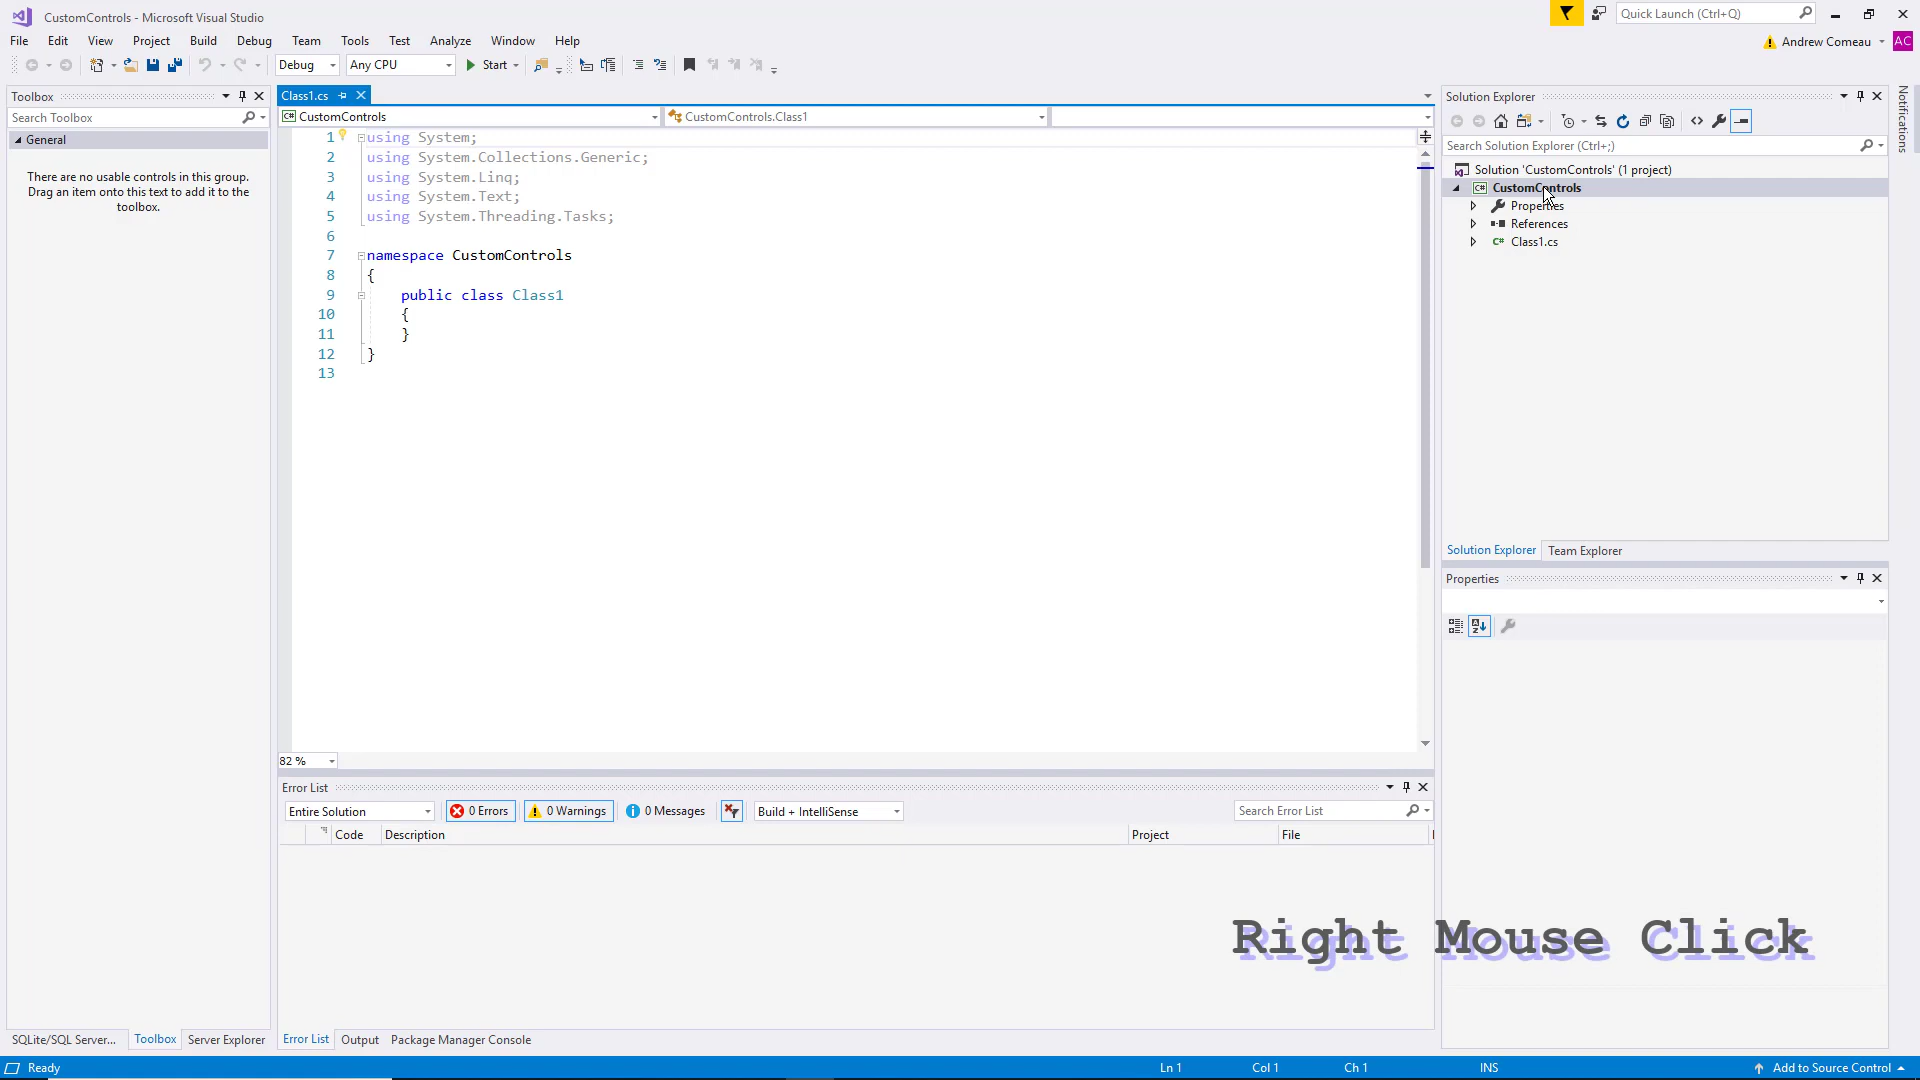 CustomControls - Microsoft Visual Studio
Quick Launch (Ctrl+Q)
File Edit View Project Build Debug Team Tools Test Analyze Window Help
Andrew Comeau AC
Debug Any CPU Start
Toolbox
Search Toolbox
General
There are no usable controls in this group.
Drag an item onto this text to add it to the
toolbox.
Class1.cs
CustomControls CustomControls.Class1
1 using System;
2 using System.Collections.Generic;
3 using System.Linq;
4 using System.Text;
5 using System.Threading.Tasks;
6
7 namespace CustomControls
8 {
9 public class Class1
10 {
11 }
12 }
13
82 %
Solution Explorer
Search Solution Explorer (Ctrl+;)
Solution 'CustomControls' (1 project)
C# CustomControls
Properties
References
C# Class1.cs
Solution Explorer Team Explorer
Properties
Notifications
Error List
Entire Solution 0 Errors 0 Warnings 0 Messages Build + IntelliSense Search Error List
Code Description Project File
Right Mouse Click
SQLite/SQL Server... Toolbox Server Explorer Error List Output Package Manager Console
Ready Ln 1 Col 1 Ch 1 INS Add to Source Control